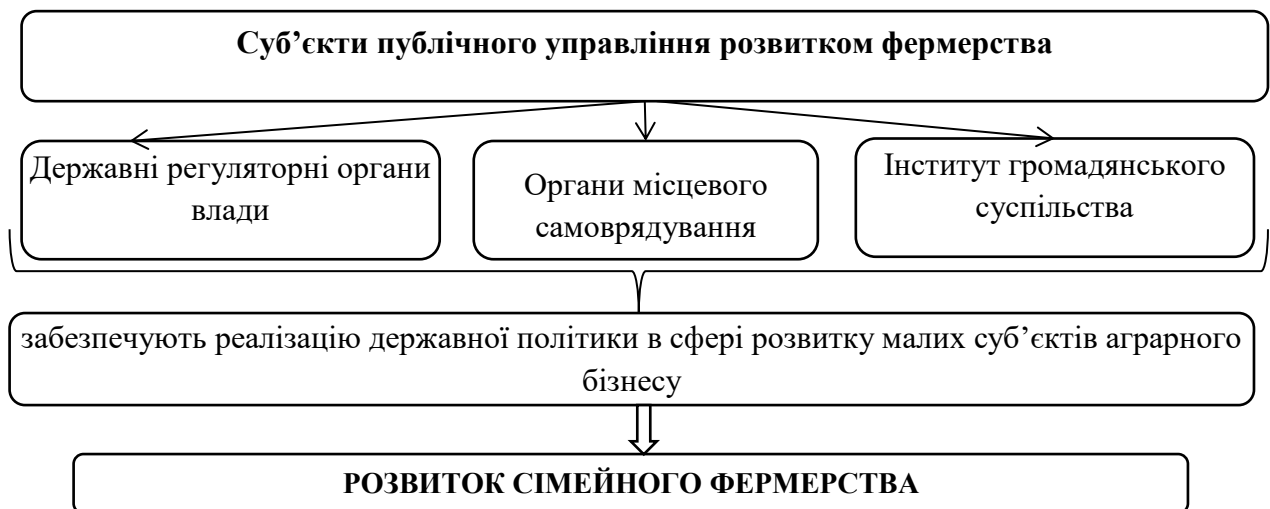 Суб’єкти публічного управління розвитком фермерства
Державні регуляторні органи
влади
Органи місцевого
самоврядування
Інститут громадянського
суспільства
забезпечують реалізацію державної політики в сфері розвитку малих суб’єктів аграрного
бізнесу
РОЗВИТОК СІМЕЙНОГО ФЕРМЕРСТВА